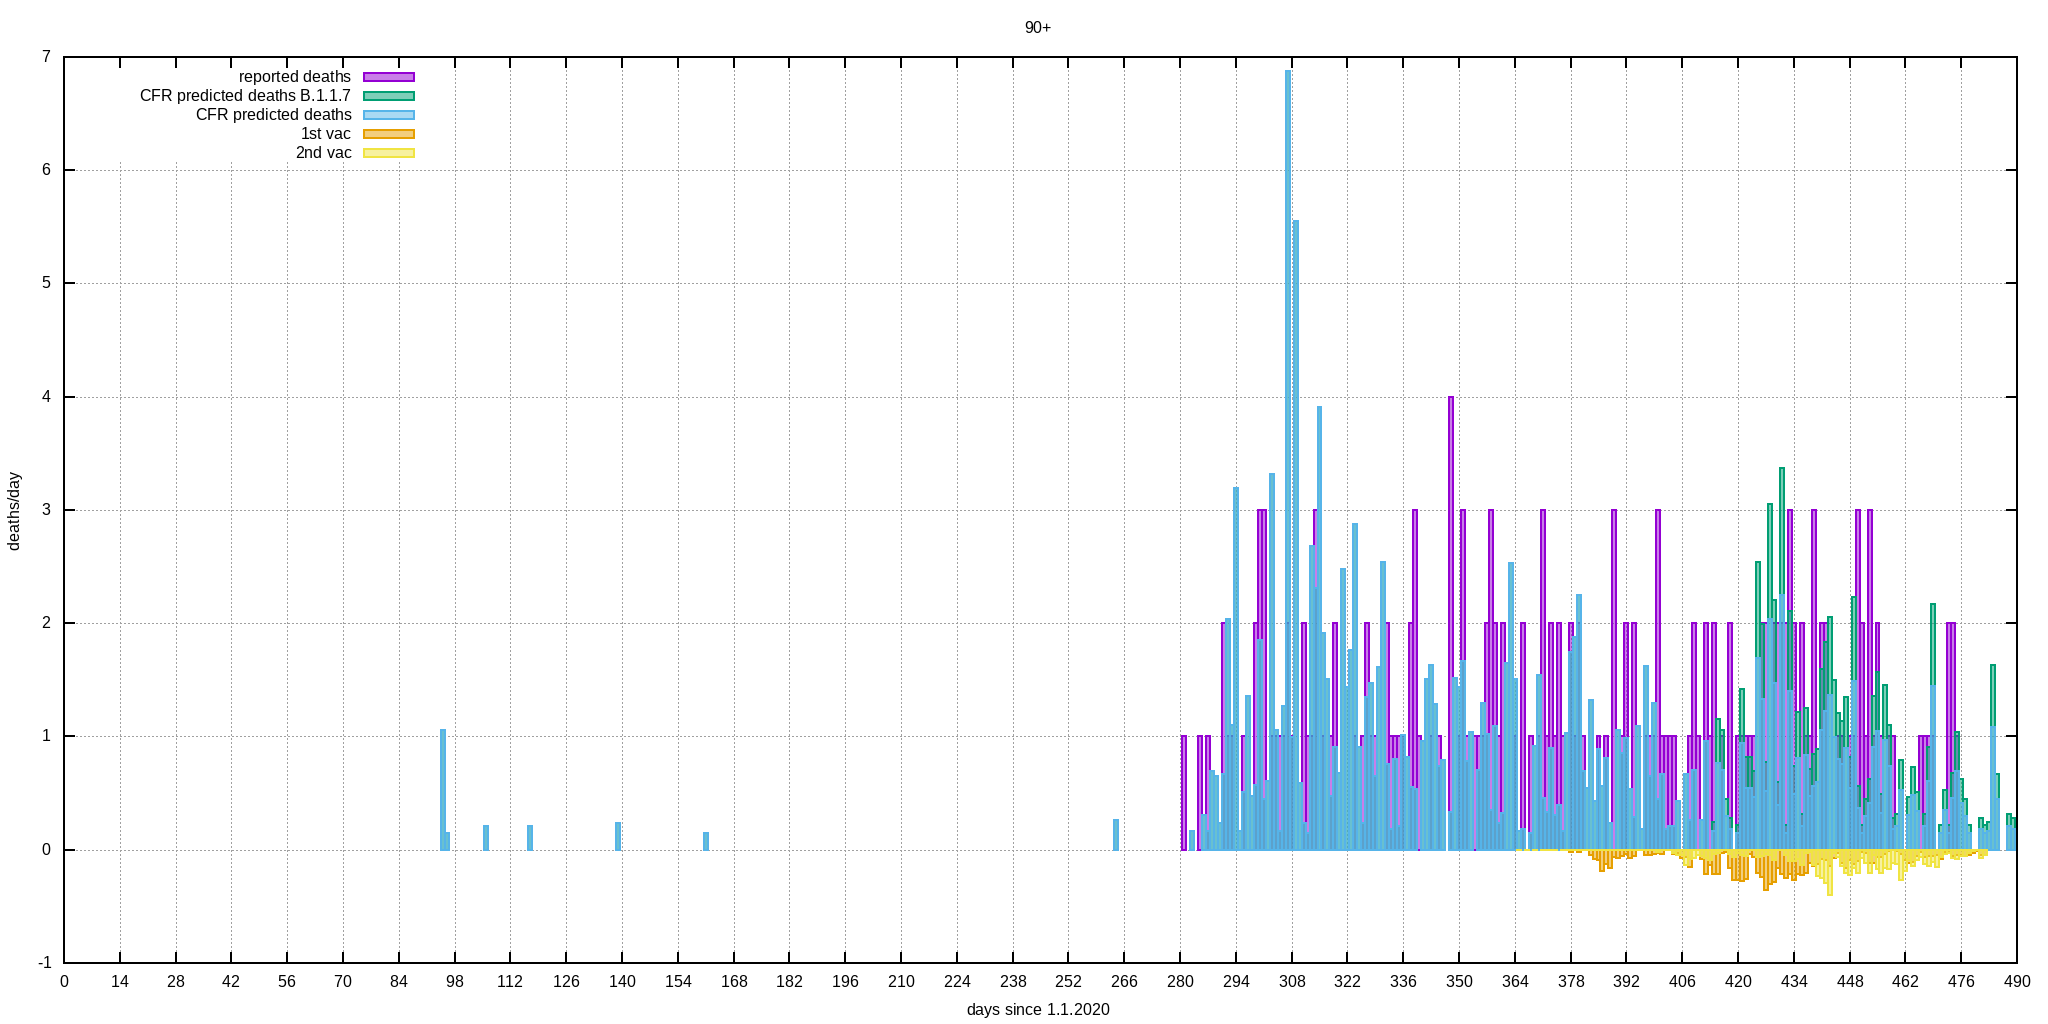 90+
7
reported deaths
CFR predicted deaths B.1.1.7
CFR predicted deaths
1st vac
2nd vac
6
5
4
3
2
1
0
-1
deaths/day
0 14 28 42 56 70 84 98 112 126 140 154 168 182 196 210 224 238 252 266 280 294 308 322 336 350 364 378 392 406 420 434 448 462 476 490
days since 1.1.2020